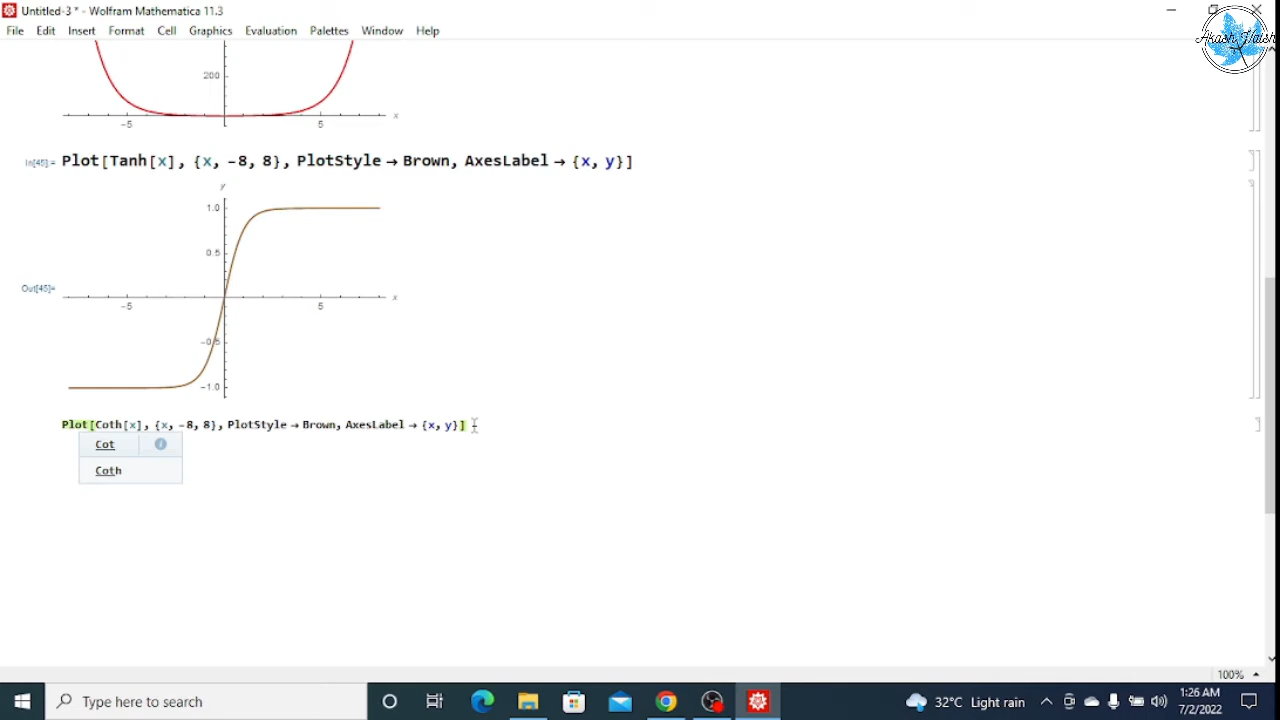 Untitled-3 * - Wolfram Mathematica 11.3
File Edit Insert Format Cell Graphics Evaluation Palettes Window Help
200
x
-5 5
In[45]:= Plot[Tanh[x], {x, -8, 8}, PlotStyle → Brown, AxesLabel → {x, y}]
y
1.0
0.5
Out[45]=
x
-5 5
-0.5
-1.0
Plot[Coth[x], {x, -8, 8}, PlotStyle → Brown, AxesLabel → {x, y}]
Cot
Coth
100%
Type here to search
32°C Light rain
1:26 AM
7/2/2022